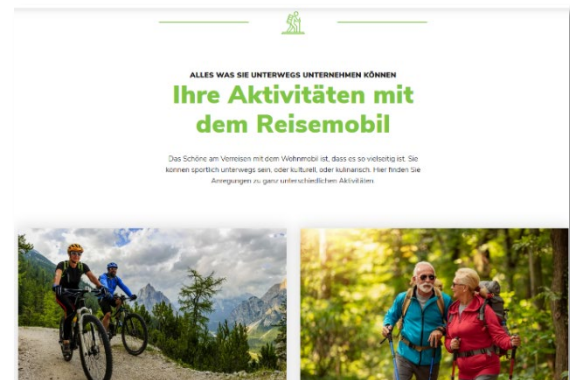 ALLES WAS SIE UNTERWEGS UNTERNEHMEN KÖNNEN
Ihre Aktivitäten mit
dem Reisemobil
Das Schöne am Verreisen mit dem Wohnmobil ist, dass es so vielseitig ist. Sie
können sportlich unterwegs sein, oder kulturell, oder kulinarisch. Hier finden Sie
Anregungen zu ganz unterschiedlichen Aktivitäten.